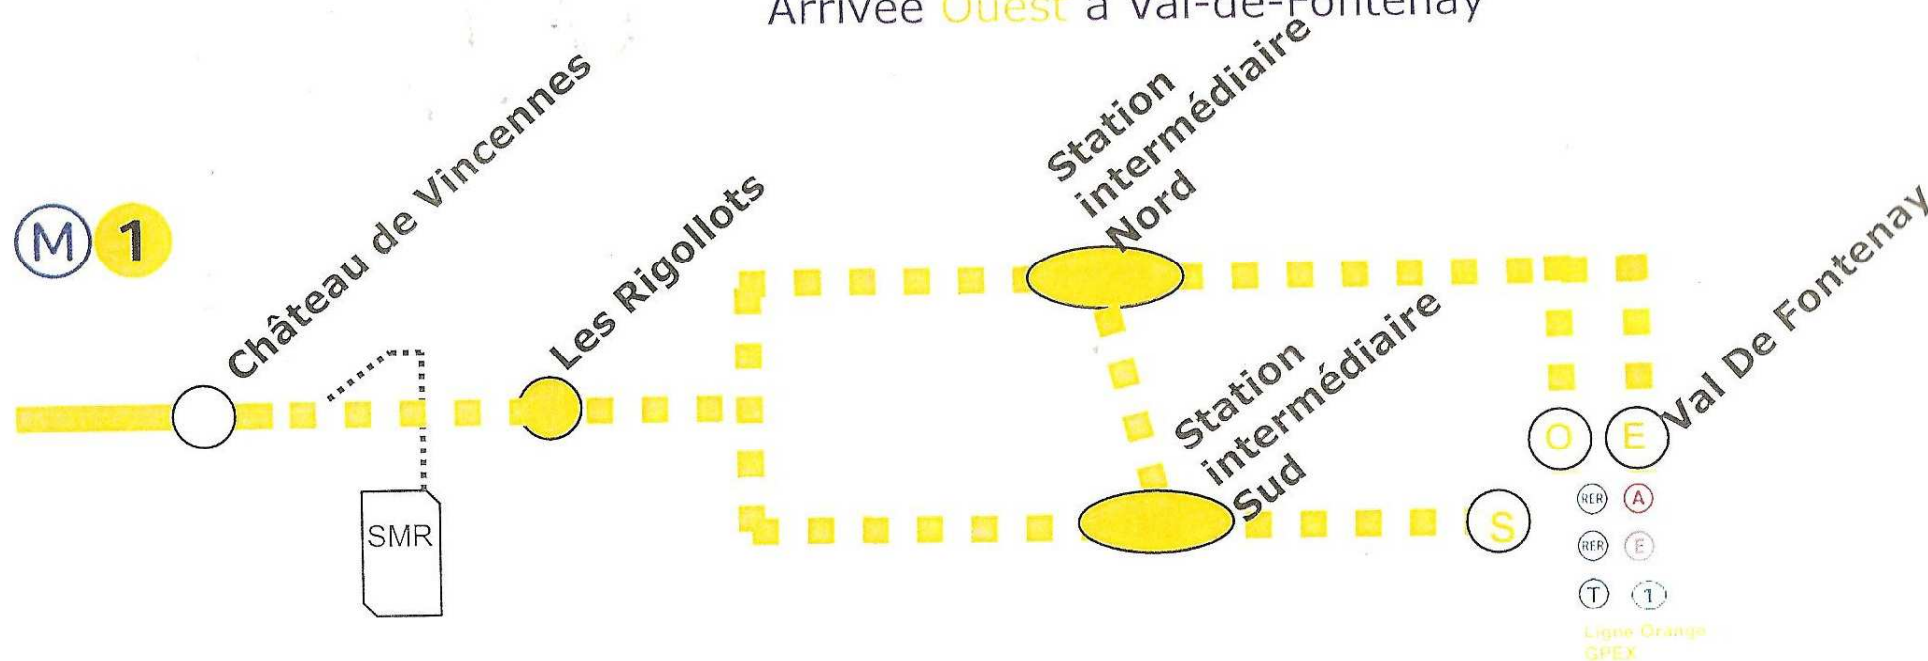 Arrivée Ouest à Val-de-Fontenay
M 1
Château de Vincennes
Les Rigollots
Station
intermédiaire
Nord
Station
intermédiaire
Sud
Val De Fontenay
SMR
S
O E
RER A
RER E
T 1
Ligne Orange
GPEX